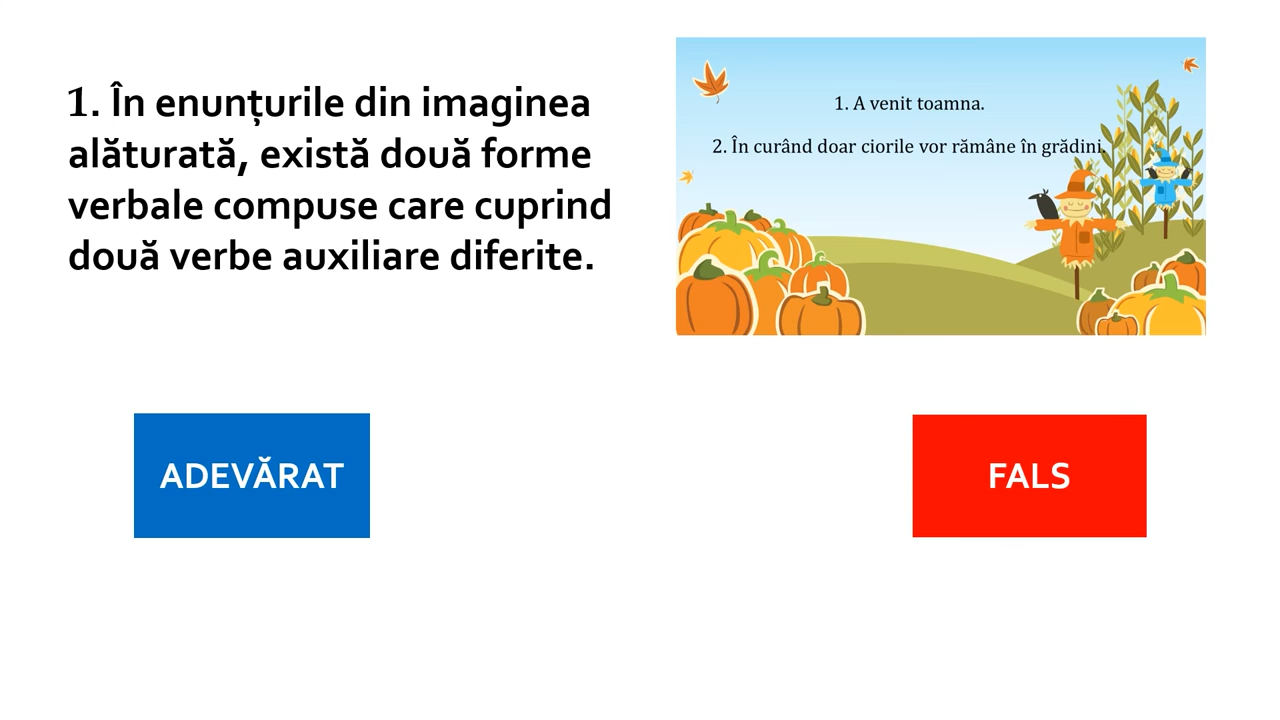 1. În enunțurile din imaginea
alăturată, există două forme
verbale compuse care cuprind
două verbe auxiliare diferite.
1. A venit toamna.
2. În curând doar ciorile vor rămâne în grădini.
ADEVĂRAT
FALS